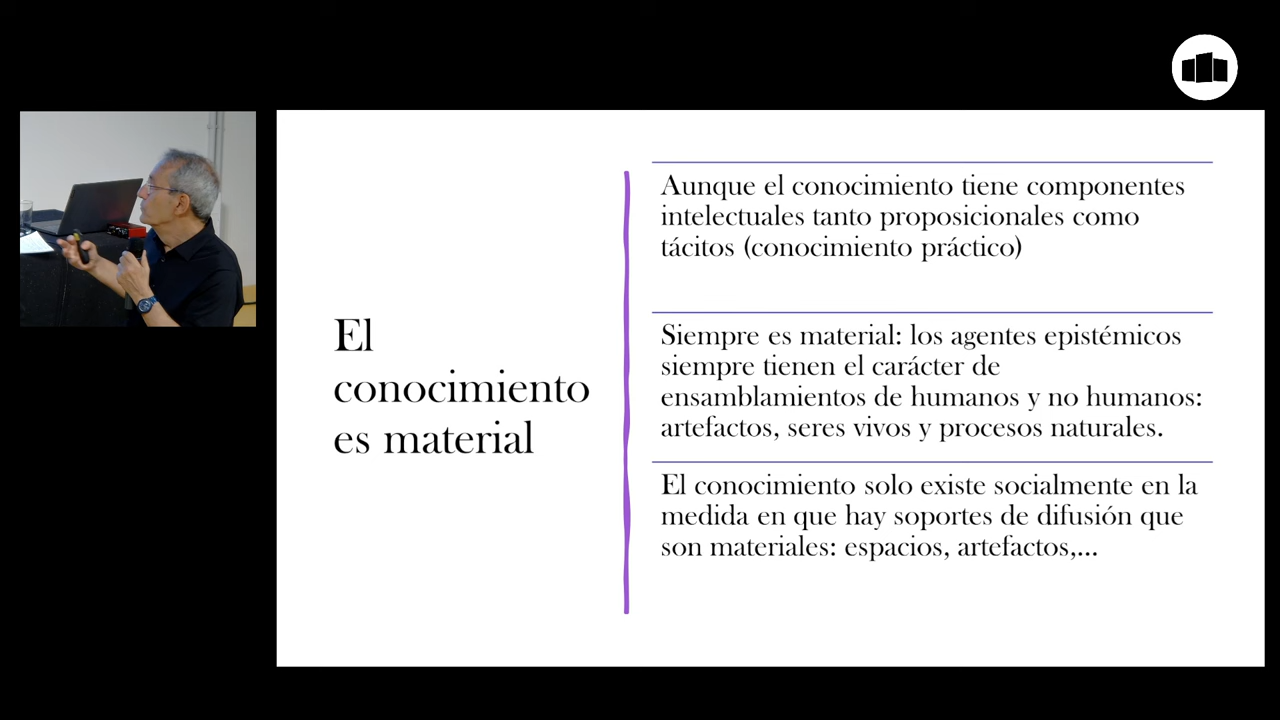 El
conocimiento
es material
Aunque el conocimiento tiene componentes
intelectuales tanto proposicionales como
tácitos (conocimiento práctico)
Siempre es material: los agentes epistémicos
siempre tienen el carácter de
ensamblamientos de humanos y no humanos:
artefactos, seres vivos y procesos naturales.
El conocimiento solo existe socialmente en la
medida en que hay soportes de difusión que
son materiales: espacios, artefactos,...